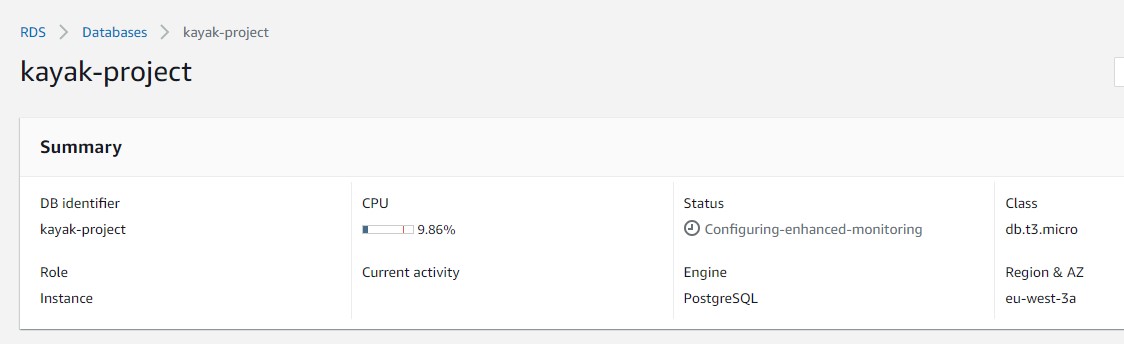 RDS Databases kayak-project
kayak-project
Summary
DB identifier CPU Status Class
kayak-project 9.86% Configuring-enhanced-monitoring db.t3.micro
Role Current activity Engine Region & AZ
Instance PostgreSQL eu-west-3a